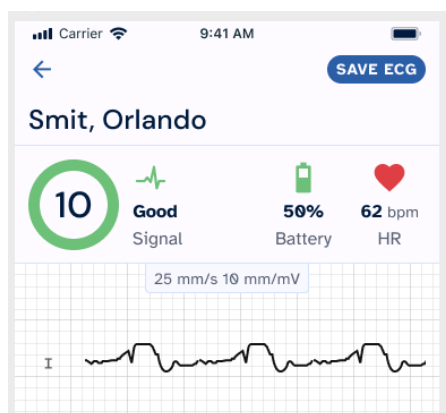 Carrier 9:41 AM
SAVE ECG
Smit, Orlando
10
Good 50% 62 bpm
Signal Battery HR
25 mm/s 10 mm/mV
I